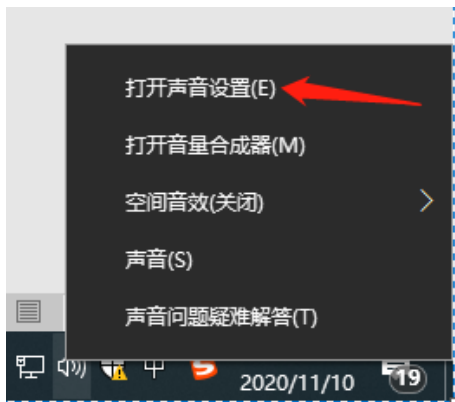 打开声音设置(E)
打开音量合成器(M)
空间音效(关闭)
声音(S)
声音问题疑难解答(T)
中
2020/11/10
19